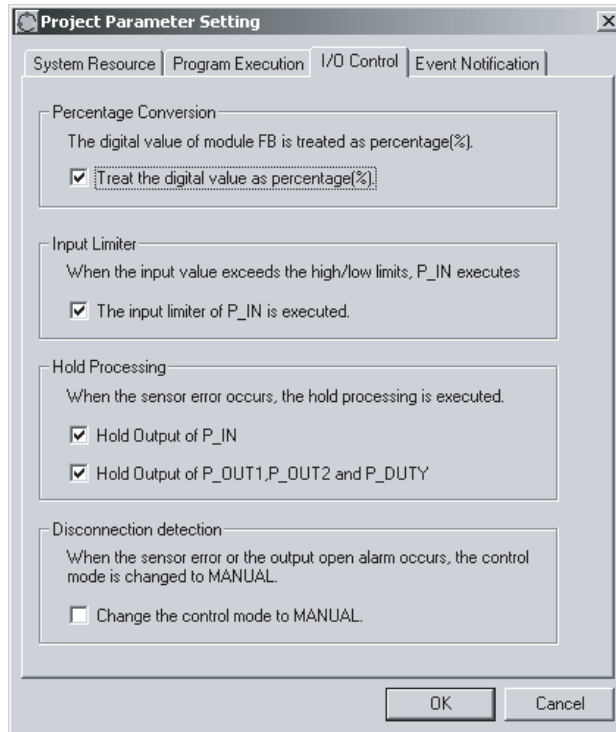 Project Parameter Setting
System Resource
Program Execution
I/O Control
Event Notification
Percentage Conversion
The digital value of module FB is treated as percentage(%).
Treat the digital value as percentage(%).
Input Limiter
When the input value exceeds the high/low limits, P_IN executes
The input limiter of P_IN is executed.
Hold Processing
When the sensor error occurs, the hold processing is executed.
Hold Output of P_IN
Hold Output of P_OUT1,P_OUT2 and P_DUTY
Disconnection detection
When the sensor error or the output open alarm occurs, the control
mode is changed to MANUAL.
Change the control mode to MANUAL.
OK
Cancel